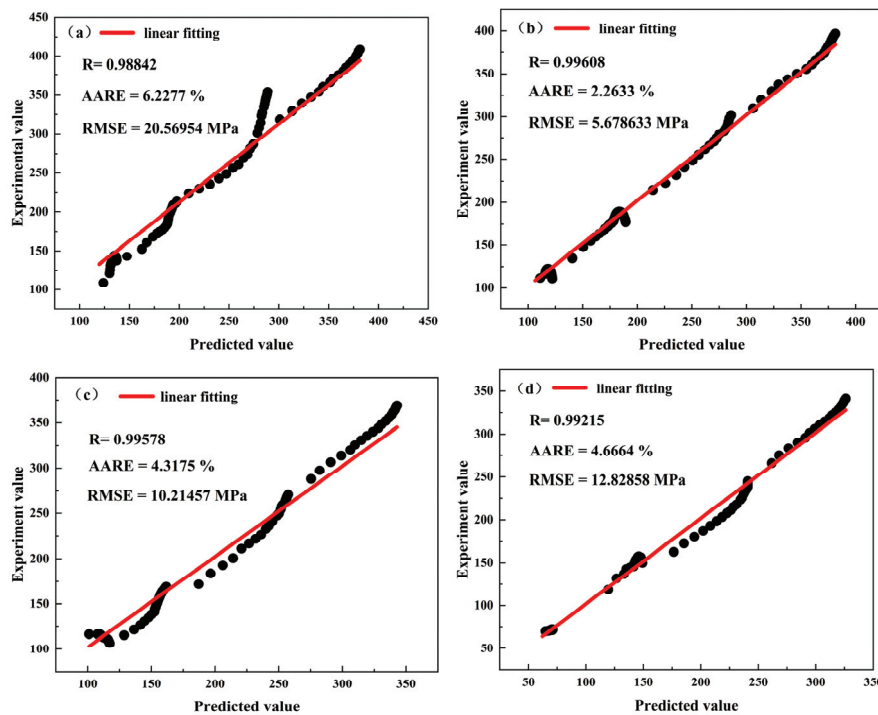 (a) linear fitting
R= 0.98842
AARE = 6.2277 %
RMSE = 20.56954 MPa
450
400
350
300
250
200
150
100
100 150 200 250 300 350 400 450
Experimental value
Predicted value
(b) linear fitting
R= 0.99608
AARE = 2.2633 %
RMSE = 5.678633 MPa
400
350
300
250
200
150
100
100 150 200 250 300 350 400
Experiment value
Predicted value
(c) linear fitting
R= 0.99578
AARE = 4.3175 %
RMSE = 10.21457 MPa
400
350
300
250
200
150
100
100 150 200 250 300 350
Experiment value
Predicted value
(d) linear fitting
R= 0.99215
AARE = 4.6664 %
RMSE = 12.82858 MPa
350
300
250
200
150
100
50
50 100 150 200 250 300 350
Experiment value
Predicted value